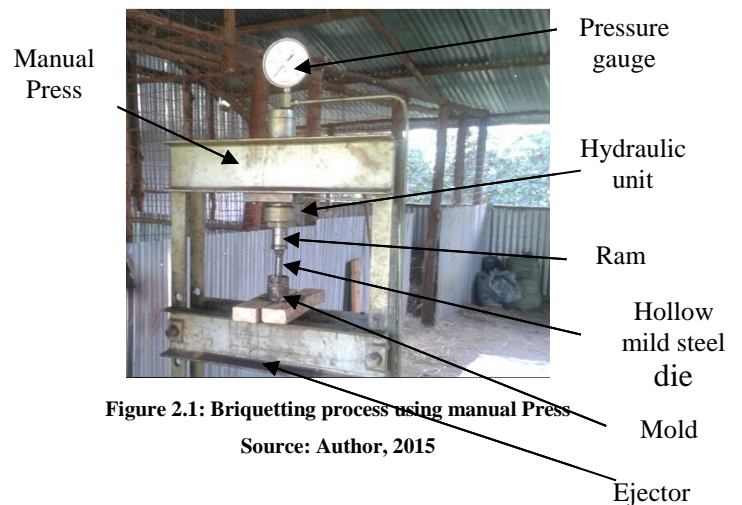 Manual
Press
Pressure
gauge
Hydraulic
unit
Ram
Hollow
mild steel
die
Mold
Ejector
Figure 2.1: Briquetting process using manual Press
Source: Author, 2015